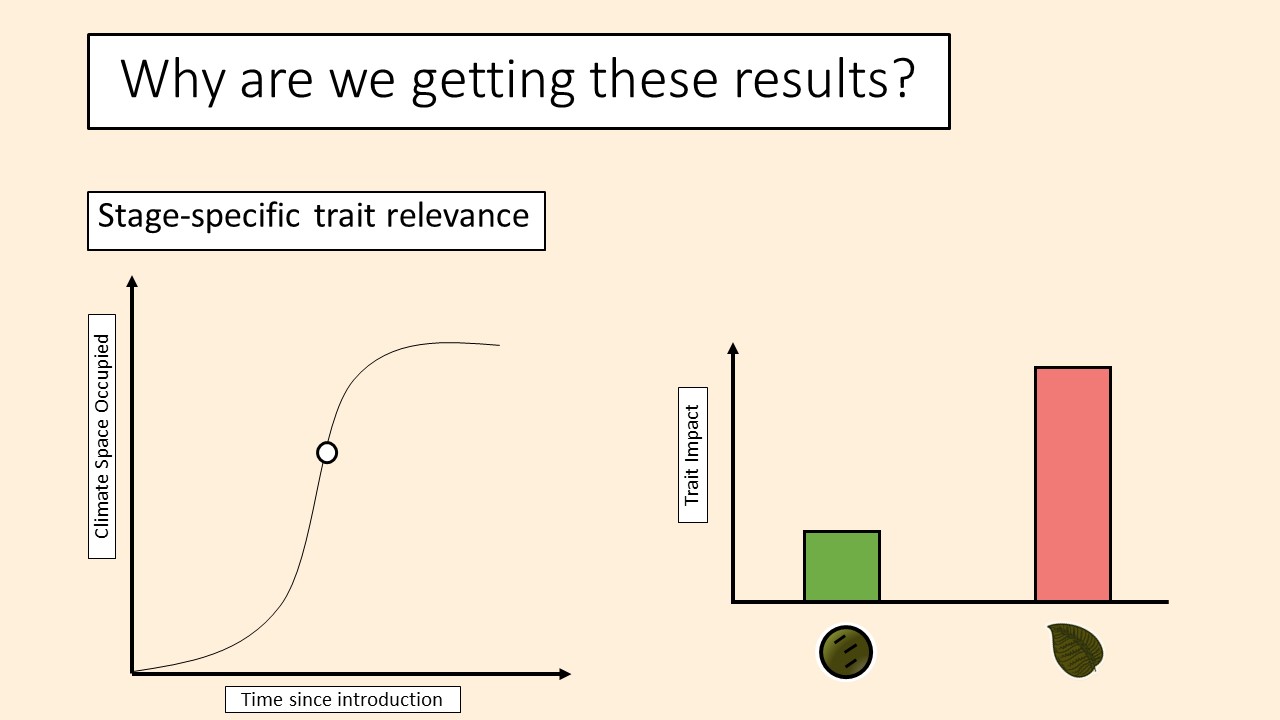 Why are we getting these results?
Stage-specific trait relevance
Climate Space Occupied
Time since introduction
Trait Impact